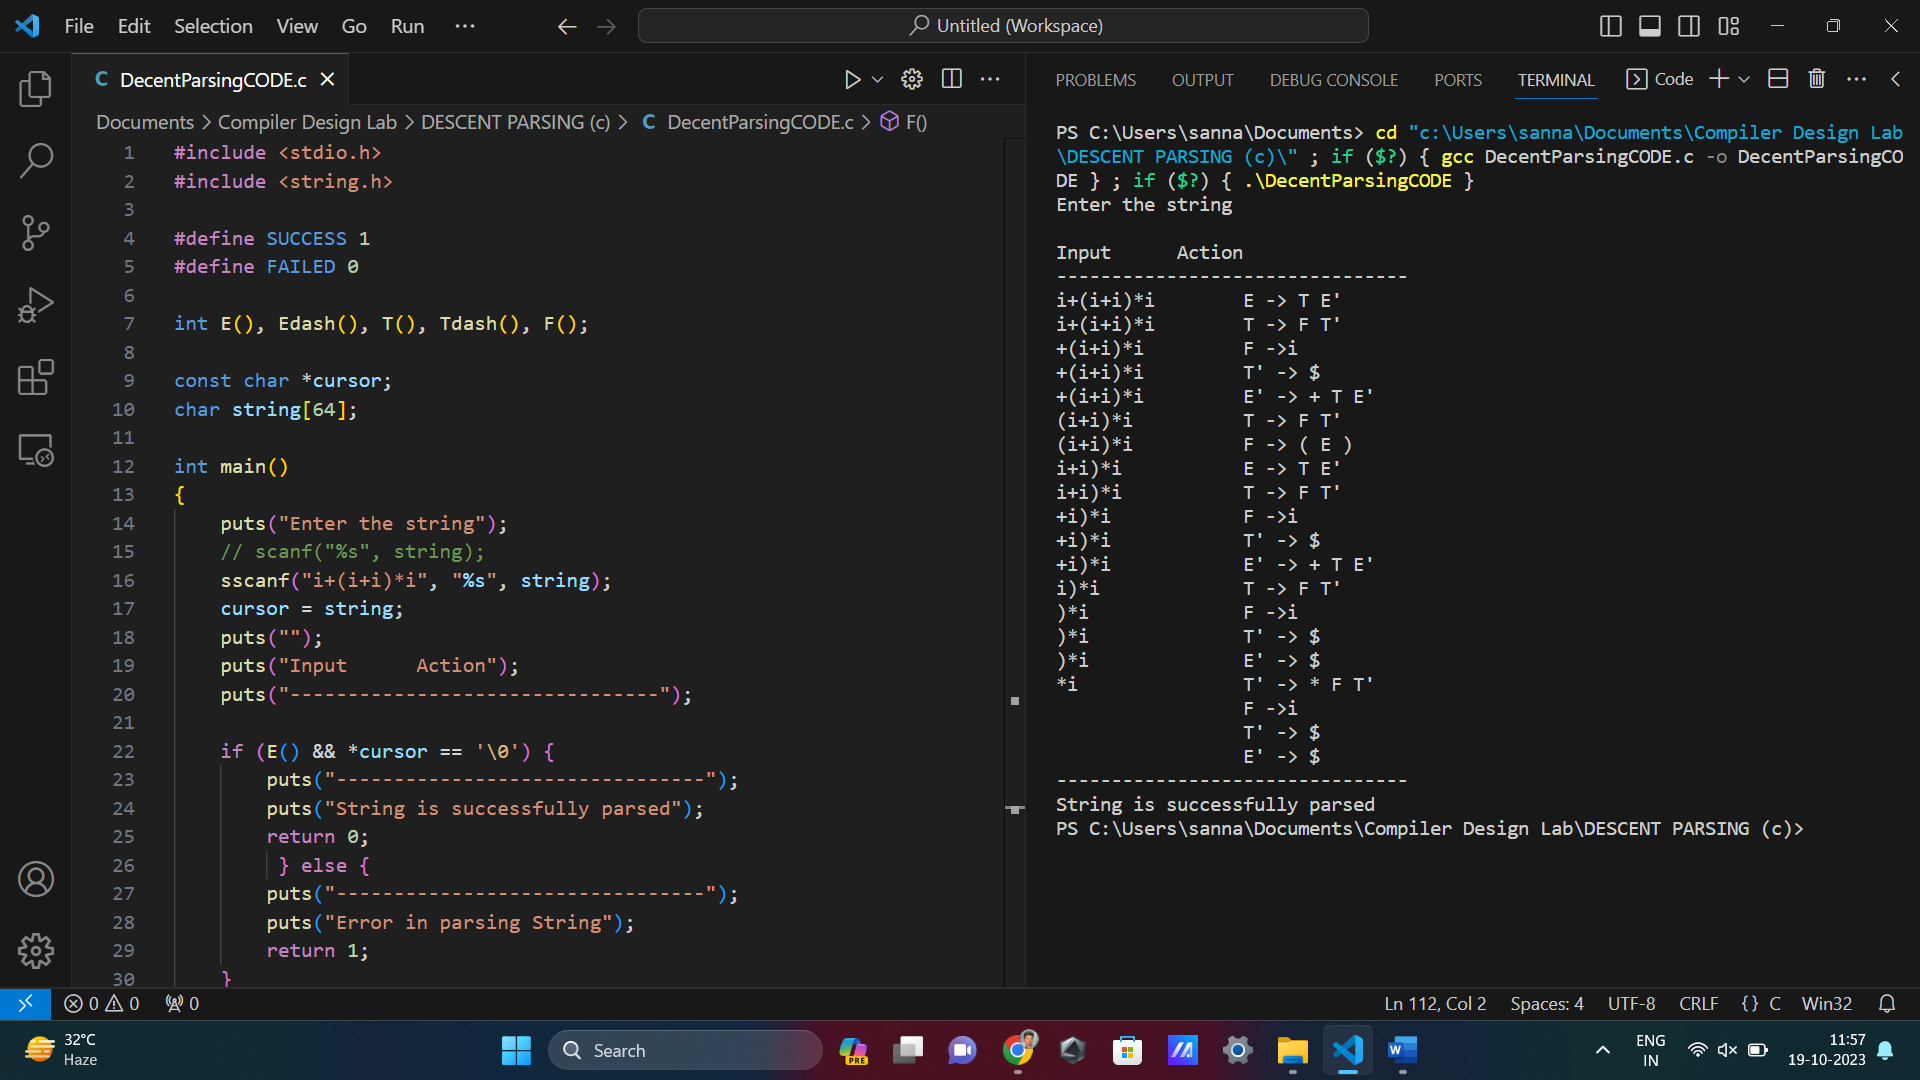 File Edit Selection View Go Run ··· Untitled (Workspace)
C DecentParsingCODE.c
Documents > Compiler Design Lab > DESCENT PARSING (c) > C DecentParsingCODE.c > F()
1 #include <stdio.h>
2 #include <string.h>
3
4 #define SUCCESS 1
5 #define FAILED 0
6
7 int E(), Edash(), T(), Tdash(), F();
8
9 const char *cursor;
10 char string[64];
11
12 int main()
13 {
14 puts("Enter the string");
15 // scanf("%s", string);
16 sscanf("i+(i+i)*i", "%s", string);
17 cursor = string;
18 puts("");
19 puts("Input      Action");
20 puts("--------------------------------");
21
22 if (E() && *cursor == '\0') {
23 puts("--------------------------------");
24 puts("String is successfully parsed");
25 return 0;
26 } else {
27 puts("--------------------------------");
28 puts("Error in parsing String");
29 return 1;
30 }
PROBLEMS OUTPUT DEBUG CONSOLE PORTS TERMINAL Code
PS C:\Users\sanna\Documents> cd "c:\Users\sanna\Documents\Compiler Design Lab
\DESCENT PARSING (c)\" ; if ($?) { gcc DecentParsingCODE.c -o DecentParsingCO
DE } ; if ($?) { .\DecentParsingCODE }
Enter the string
Input      Action
--------------------------------
i+(i+i)*i        E -> T E'
i+(i+i)*i        T -> F T'
+(i+i)*i         F ->i
+(i+i)*i         T' -> $
+(i+i)*i         E' -> + T E'
(i+i)*i          T -> F T'
(i+i)*i          F -> ( E )
i+i)*i           E -> T E'
i+i)*i           T -> F T'
+i)*i            F ->i
+i)*i            T' -> $
+i)*i            E' -> + T E'
i)*i             T -> F T'
)*i              F ->i
)*i              T' -> $
)*i              E' -> $
*i               T' -> * F T'
F ->i
T' -> $
E' -> $
--------------------------------
String is successfully parsed
PS C:\Users\sanna\Documents\Compiler Design Lab\DESCENT PARSING (c)>
0 0 0 Ln 112, Col 2 Spaces: 4 UTF-8 CRLF {} C Win32
32°C
Haze
Search
PRE
ENG
IN
11:57
19-10-2023